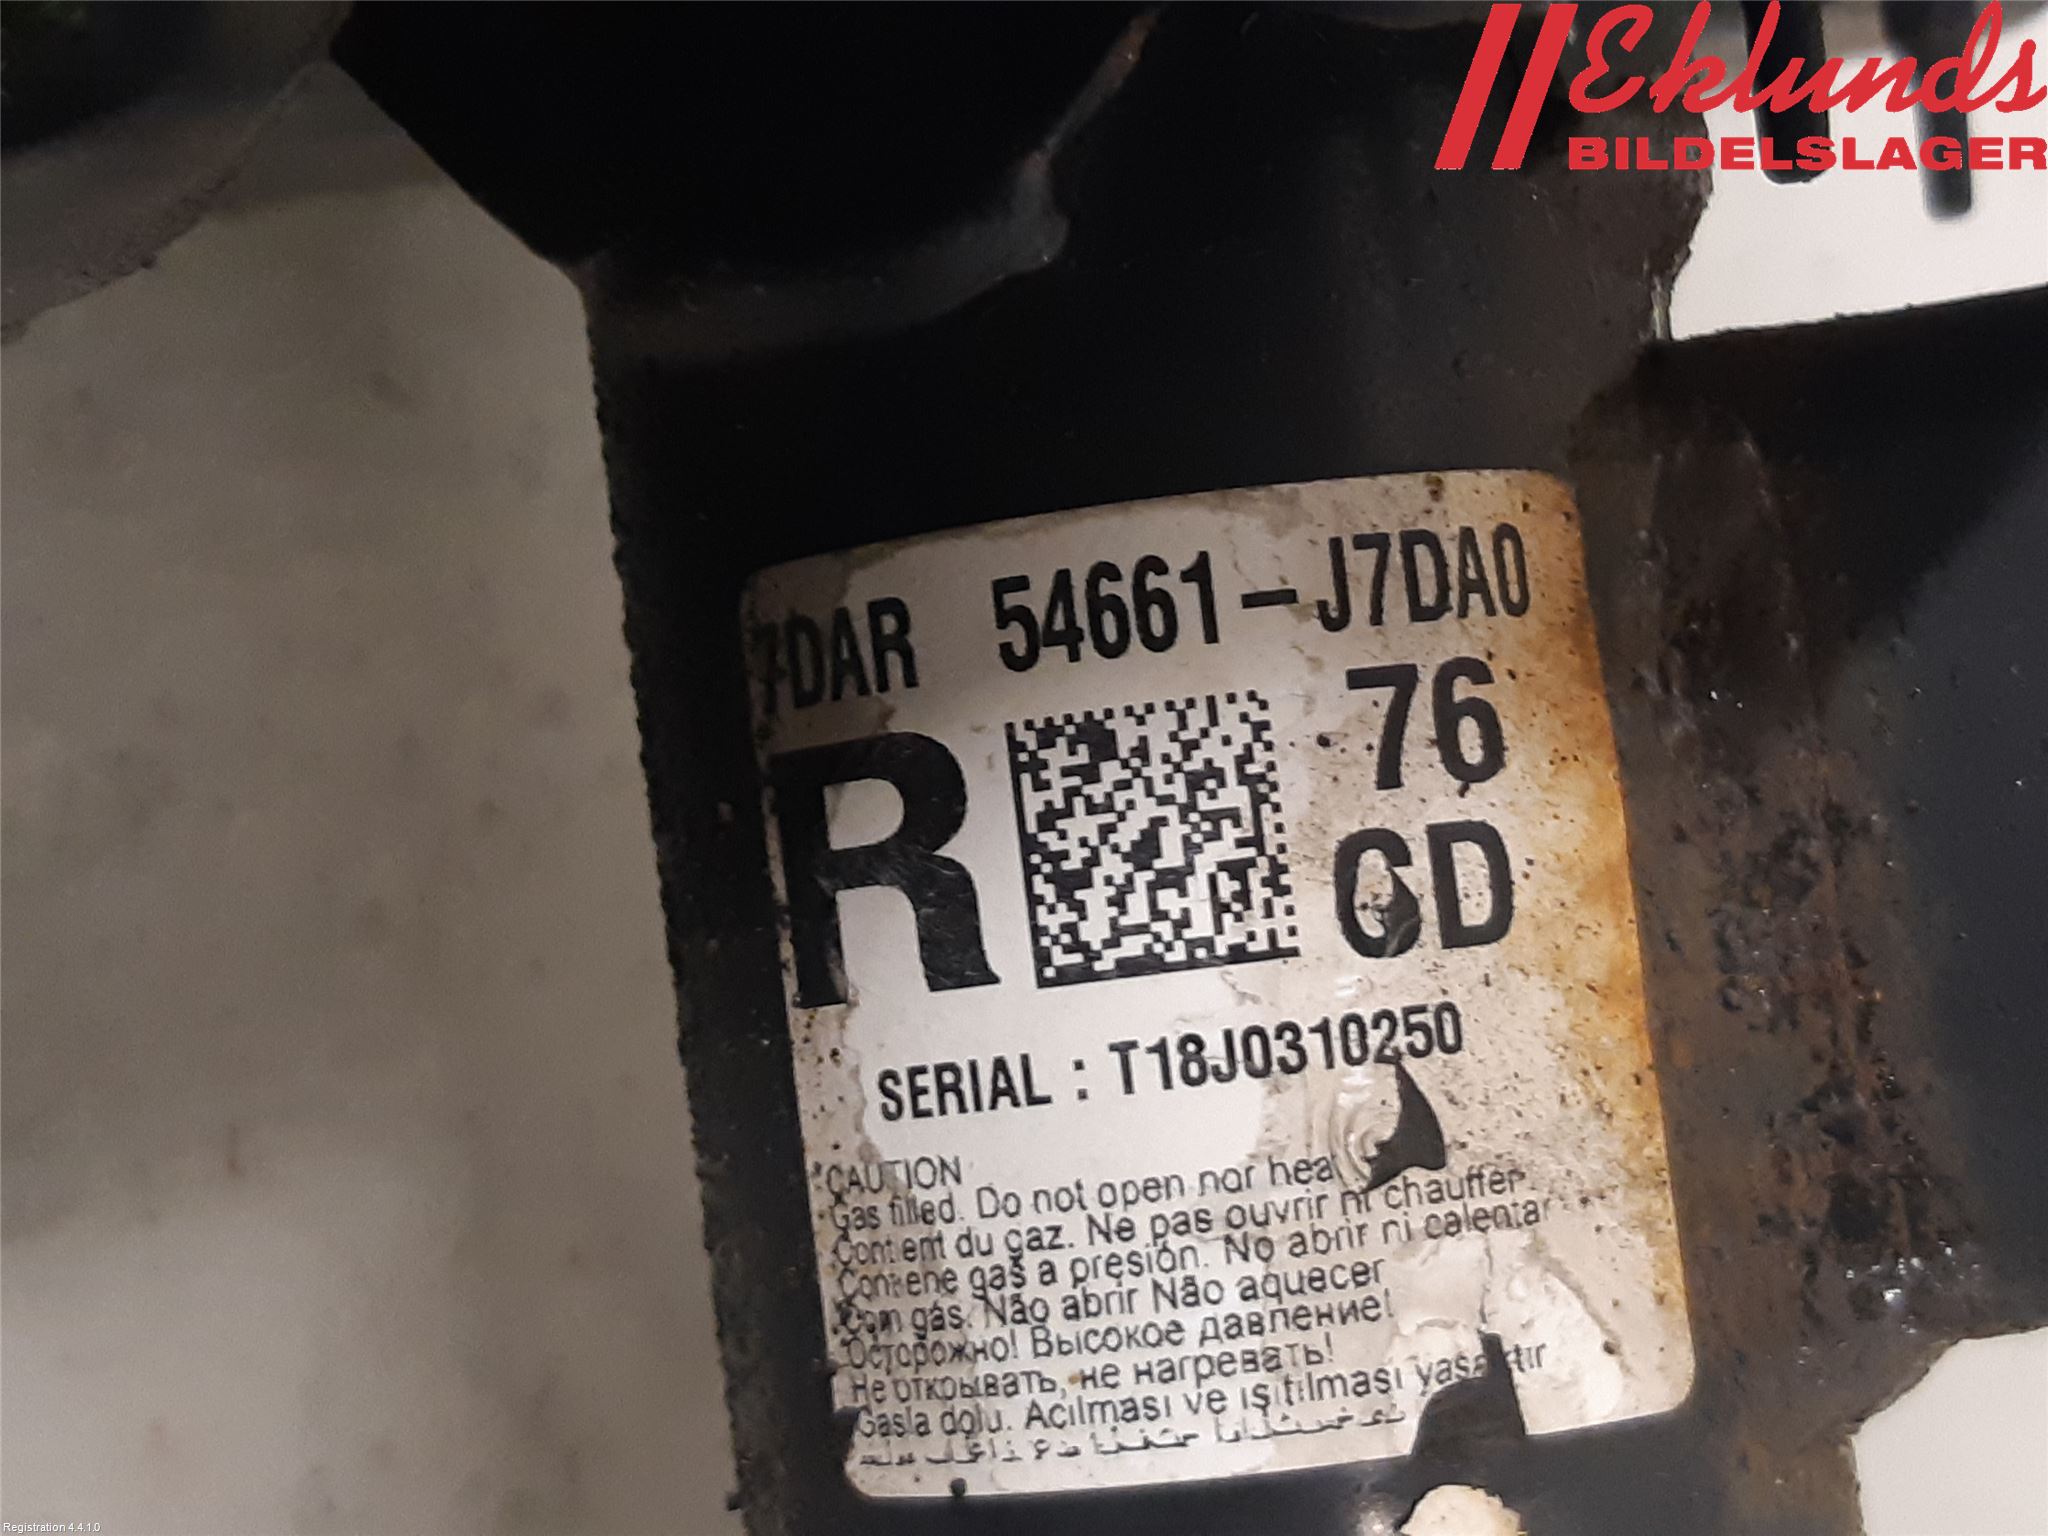 Eklunds
BILDELSLAGER
7DAR 54661-J7DA0
R
76
CD
SERIAL : T18J0310250
*CAUTION
Gas filled. Do not open nor hea
Contient du gaz. Ne pas ouvrir ni chauffer
Contiene gas a presión. No abrir ni calentar
Com gás. Não abrir Não aquecer
Осторожно! Высокое давление!
Не открывать, не нагревать!
Gasla dolu. Açılması ve ısıtılması yasaktır
Registration 4.4.1.0